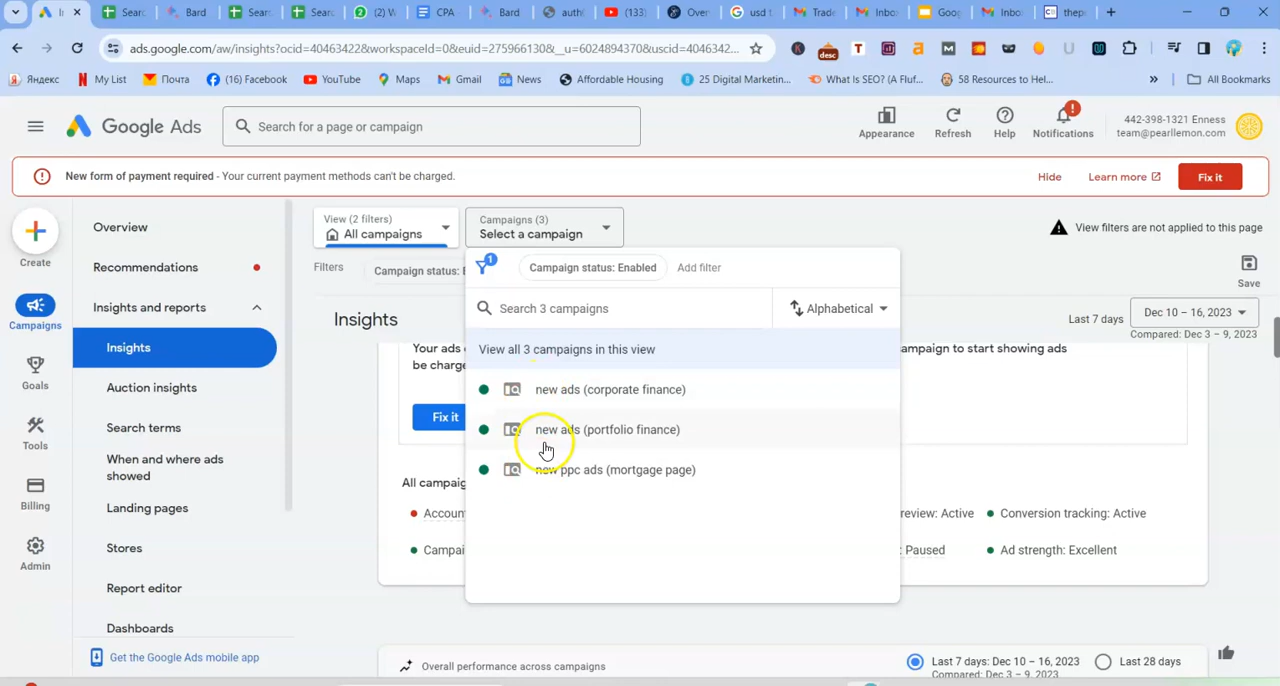 In
Sear
Bard
Sear
Sear
(2) W
CPA
Bard
auth
(133)
Over
usd t
Trade
Inbo
Goog
Inbo
thepe
ads.google.com/aw/insights?ocid=40463422&workspaceId=0&euid=275966130&__u=6024894370&uscid=4046342...
desc
Яндекс
My List
Почта
(16) Facebook
YouTube
Maps
Gmail
News
Affordable Housing
25 Digital Marketin...
What Is SEO? (A Fluf...
58 Resources to Hel...
All Bookmarks
Google Ads
Search for a page or campaign
Appearance
Refresh
Help
Notifications
442-398-1321 Enness
team@pearllemon.com
New form of payment required - Your current payment methods can't be charged.
Hide
Learn more
Fix it
Create
Campaigns
Goals
Tools
Billing
Admin
Overview
Recommendations
Insights and reports
Insights
Auction insights
Search terms
When and where ads
showed
Landing pages
Stores
Report editor
Dashboards
Get the Google Ads mobile app
View (2 filters)
All campaigns
Campaigns (3)
Select a campaign
View filters are not applied to this page
Filters
Campaign status: E
Save
Insights
Last 7 days
Dec 10 – 16, 2023
Compared: Dec 3 – 9, 2023
1
Campaign status: Enabled
Add filter
Search 3 campaigns
Alphabetical
View all 3 campaigns in this view
new ads (corporate finance)
new ads (portfolio finance)
new ppc ads (mortgage page)
Your ads
ampaign to start showing ads
be charge
Fix it
All campaig
Accoun
review: Active
Conversion tracking: Active
Campai
: Paused
Ad strength: Excellent
Overall performance across campaigns
Last 7 days: Dec 10 – 16, 2023
Compared: Dec 3 – 9, 2023
Last 28 days